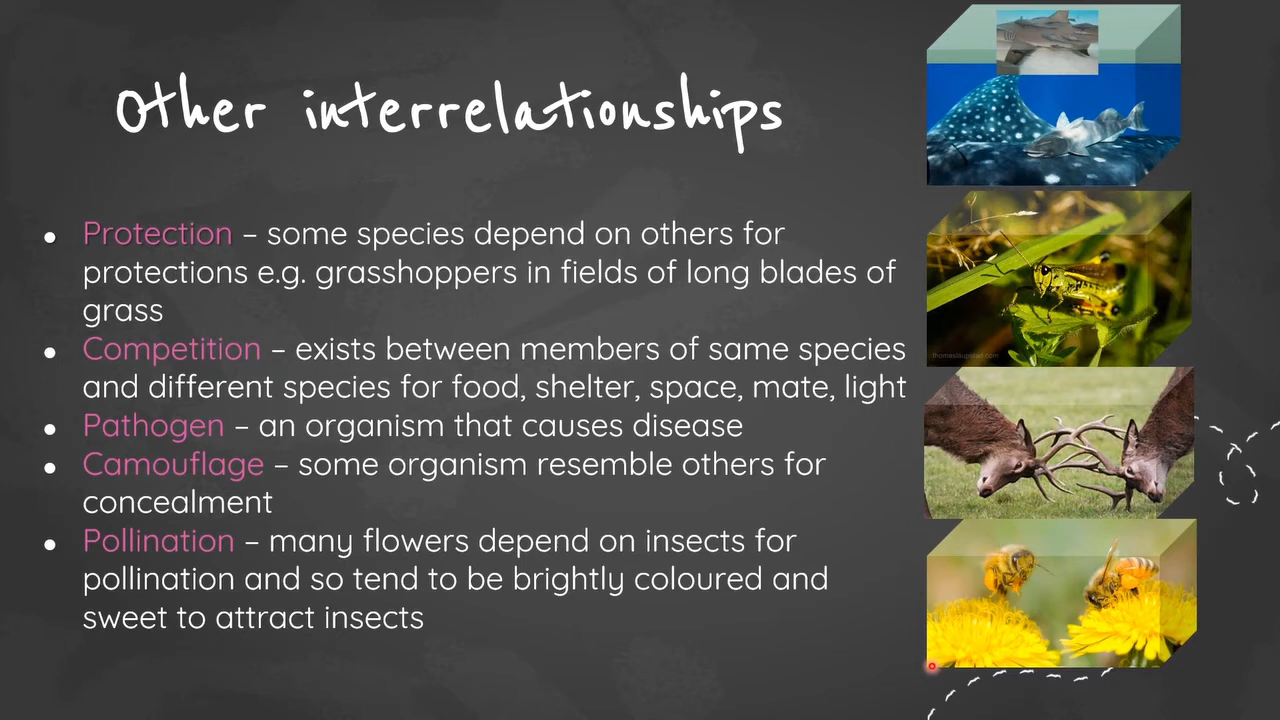 Other interrelationships
Protection – some species depend on others for
protections e.g. grasshoppers in fields of long blades of
grass
Competition – exists between members of same species
and different species for food, shelter, space, mate, light
Pathogen – an organism that causes disease
Camouflage – some organism resemble others for
concealment
Pollination – many flowers depend on insects for
pollination and so tend to be brightly coloured and
sweet to attract insects